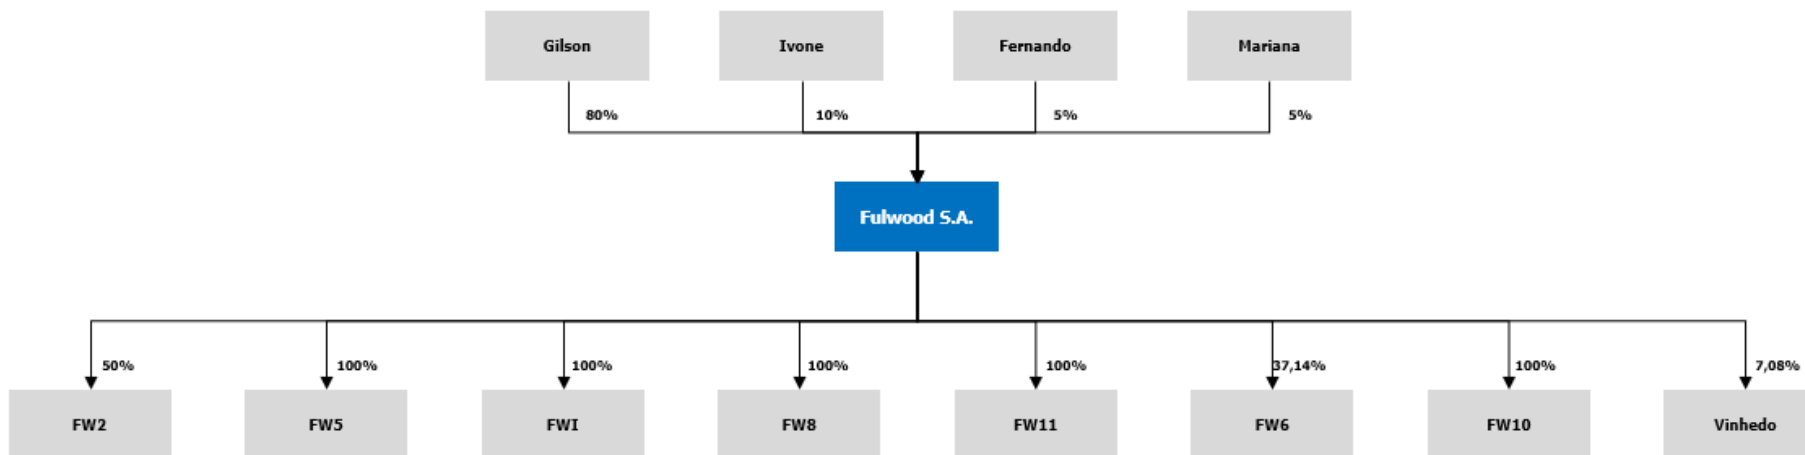 Gilson
Ivone
Fernando
Mariana
80%
10%
5%
5%
Fulwood S.A.
50%
100%
100%
100%
100%
37,14%
100%
7,08%
FW2
FW5
FWI
FW8
FW11
FW6
FW10
Vinhedo